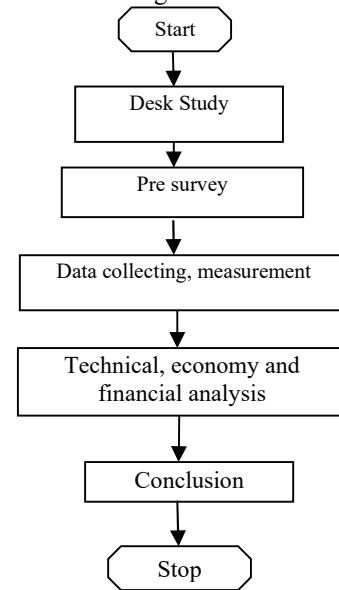 Start
Desk Study
Pre survey
Data collecting, measurement
Technical, economy and
financial analysis
Conclusion
Stop